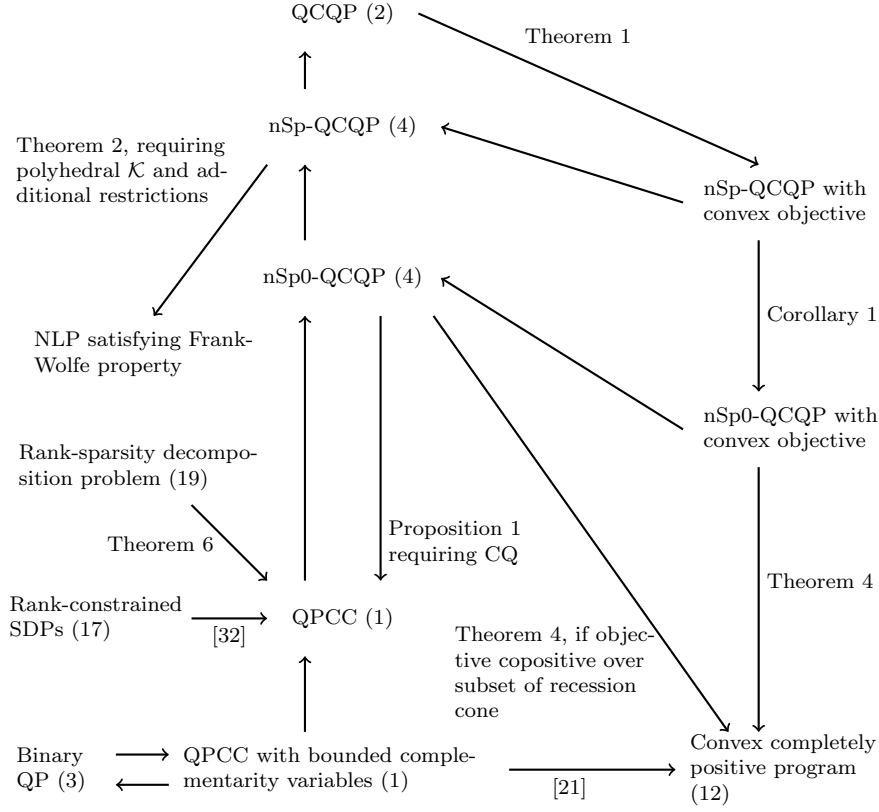 QCQP (2)
Theorem 1
nSp-QCQP (4)
Theorem 2, requiring
polyhedral 𝒦 and ad-
ditional restrictions
nSp-QCQP with
convex objective
nSp0-QCQP (4)
Corollary 1
NLP satisfying Frank-
Wolfe property
nSp0-QCQP with
convex objective
Rank-sparsity decompo-
sition problem (19)
Theorem 6
Proposition 1
requiring CQ
Theorem 4
Rank-constrained
SDPs (17)
[32]
QPCC (1)
Theorem 4, if objec-
tive copositive over
subset of recession
cone
Binary
QP (3)
QPCC with bounded comple-
mentarity variables (1)
[21]
Convex completely
positive program
(12)